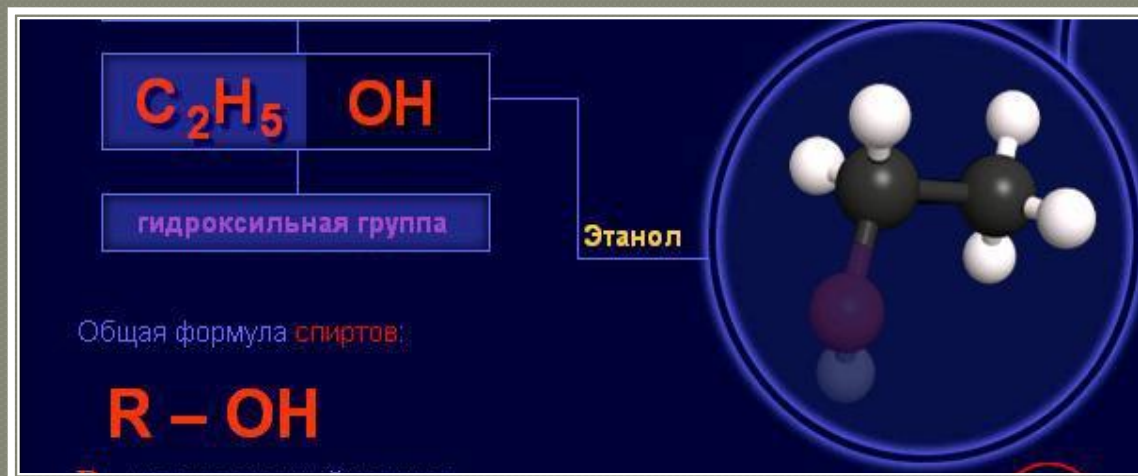 C₂H₅ OH
гидроксильная группа
Этанол
Общая формула спиртов:
R – OH